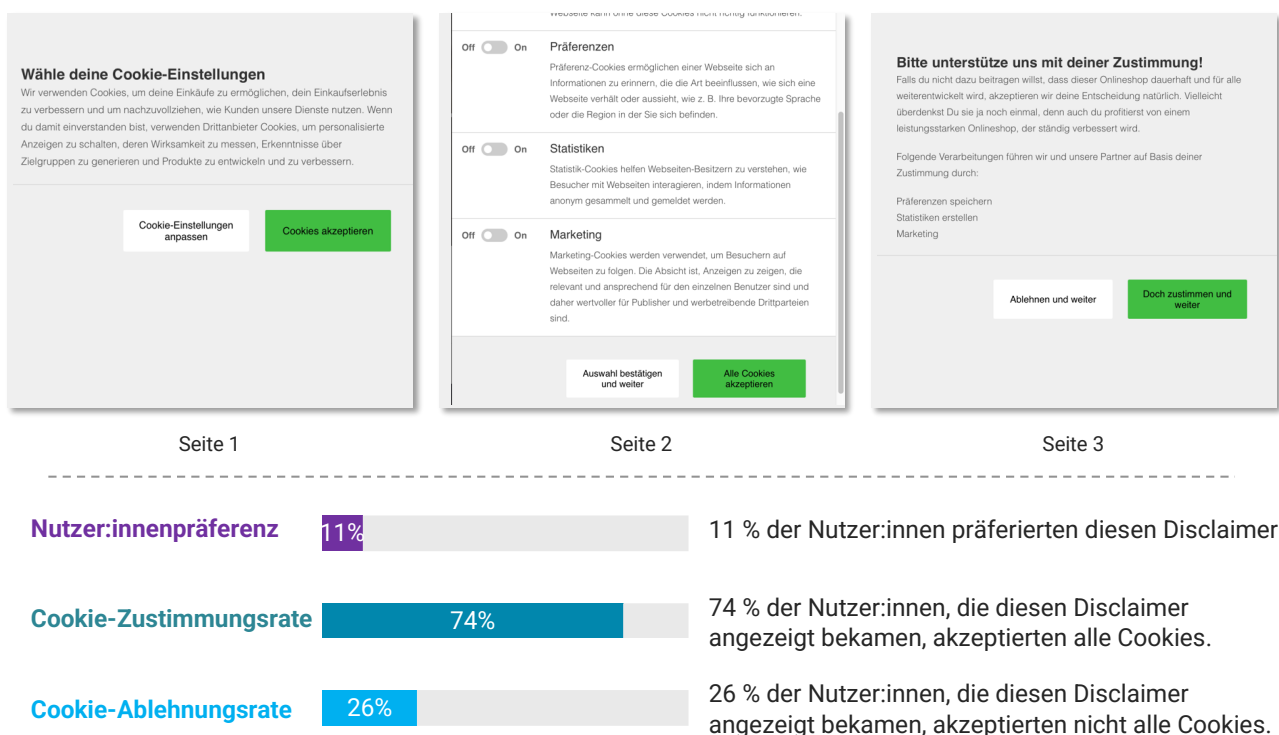 Wähle deine Cookie-Einstellungen
Wir verwenden Cookies, um deine Einkäufe zu ermöglichen, dein Einkaufserlebnis
zu verbessern und um nachzuvollziehen, wie Kunden unsere Dienste nutzen. Wenn
du damit einverstanden bist, verwenden Drittanbieter Cookies, um personalisierte
Anzeigen zu schalten, deren Wirksamkeit zu messen, Erkenntnisse über
Zielgruppen zu generieren und Produkte zu entwickeln und zu verbessern.
Cookie-Einstellungen
anpassen
Cookies akzeptieren
Webseite kann ohne diese Cookies nicht richtig funktionieren.
Off On Präferenzen
Präferenz-Cookies ermöglichen einer Webseite sich an
Informationen zu erinnern, die die Art beeinflussen, wie sich eine
Webseite verhält oder aussieht, wie z. B. Ihre bevorzugte Sprache
oder die Region in der Sie sich befinden.
Off On Statistiken
Statistik-Cookies helfen Webseiten-Besitzern zu verstehen, wie
Besucher mit Webseiten interagieren, indem Informationen
anonym gesammelt und gemeldet werden.
Off On Marketing
Marketing-Cookies werden verwendet, um Besuchern auf
Webseiten zu folgen. Die Absicht ist, Anzeigen zu zeigen, die
relevant und ansprechend für den einzelnen Benutzer sind und
daher wertvoller für Publisher und werbetreibende Drittparteien
sind.
Auswahl bestätigen
und weiter
Alle Cookies
akzeptieren
Bitte unterstütze uns mit deiner Zustimmung!
Falls du nicht dazu beitragen willst, dass dieser Onlineshop dauerhaft und für alle
weiterentwickelt wird, akzeptieren wir deine Entscheidung natürlich. Vielleicht
überdenkst Du sie ja noch einmal, denn auch du profitierst von einem
leistungsstarken Onlineshop, der ständig verbessert wird.
Folgende Verarbeitungen führen wir und unsere Partner auf Basis deiner
Zustimmung durch:
Präferenzen speichern
Statistiken erstellen
Marketing
Ablehnen und weiter
Doch zustimmen und
weiter
Seite 1
Seite 2
Seite 3
Nutzer:innenpräferenz
11%
11 % der Nutzer:innen präferierten diesen Disclaimer
Cookie-Zustimmungsrate
74%
74 % der Nutzer:innen, die diesen Disclaimer
angezeigt bekamen, akzeptierten alle Cookies.
Cookie-Ablehnungsrate
26%
26 % der Nutzer:innen, die diesen Disclaimer
angezeigt bekamen, akzeptierten nicht alle Cookies.